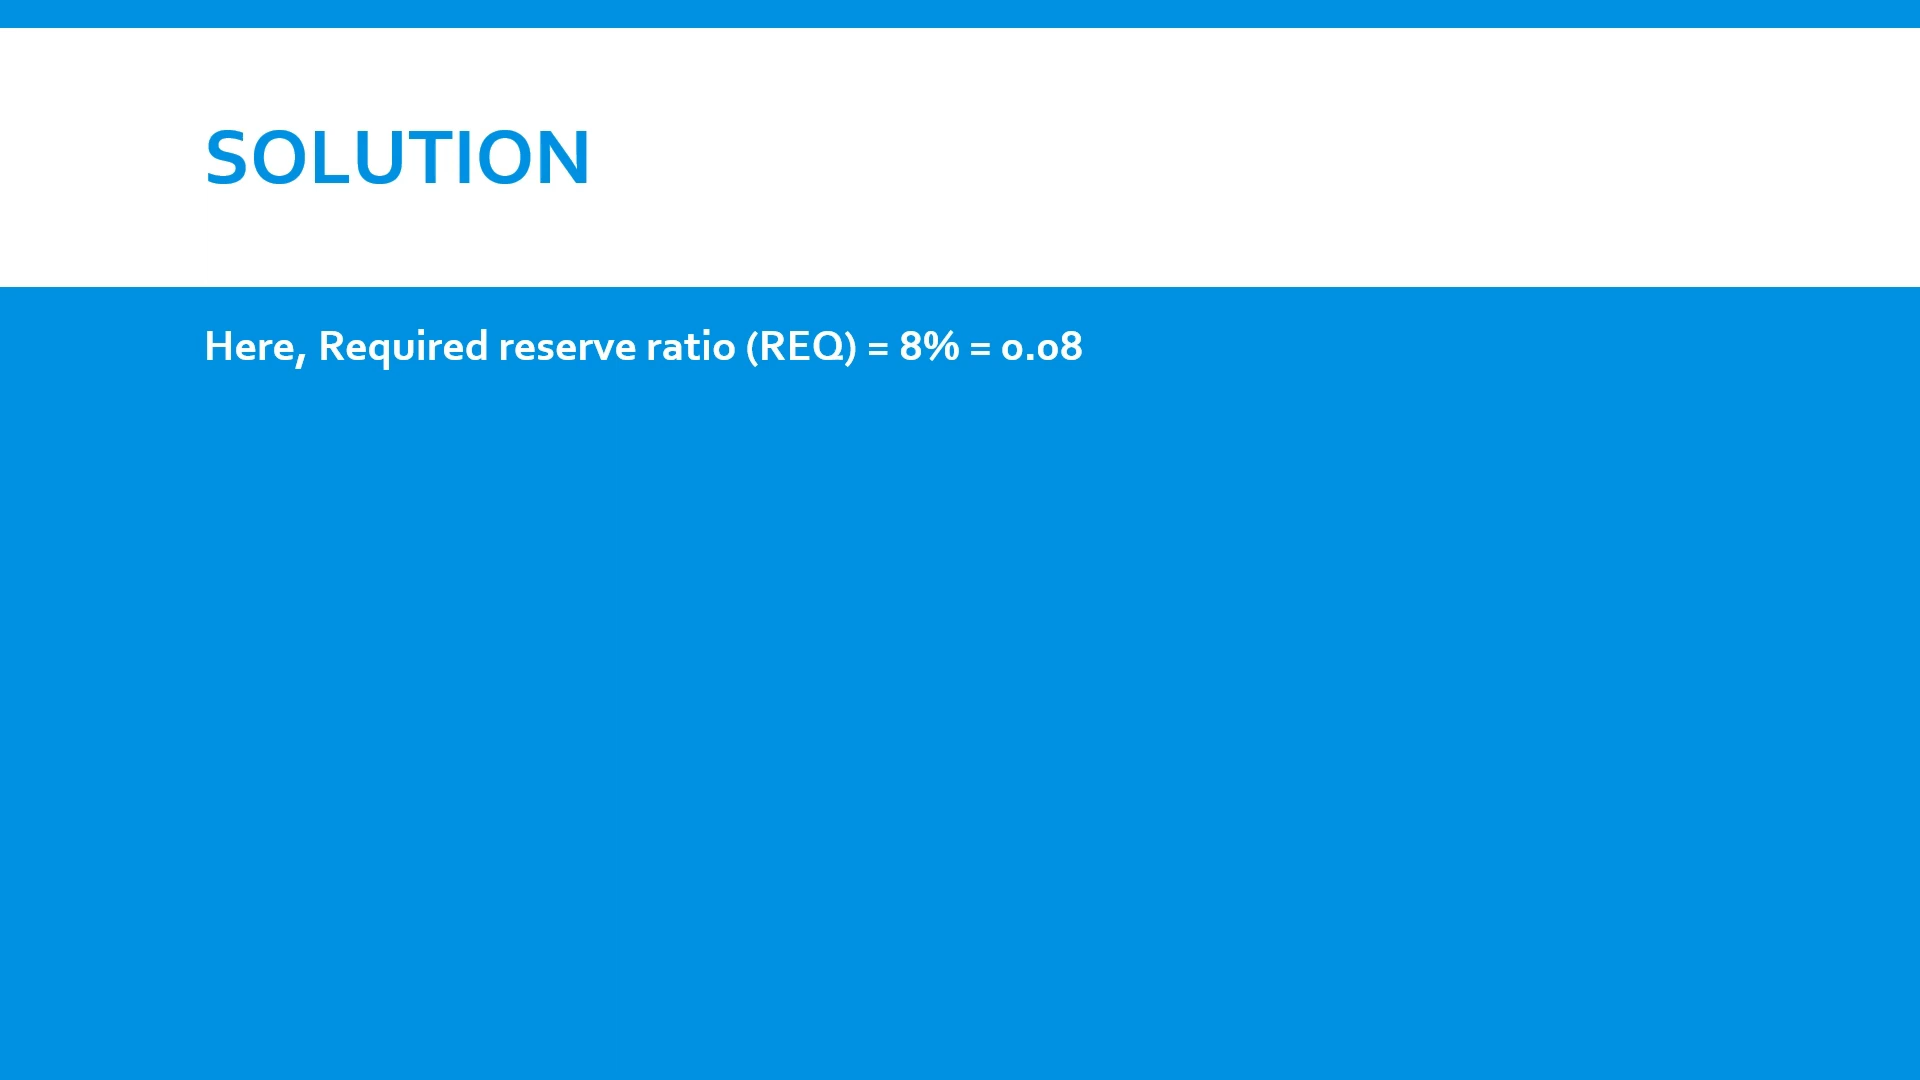 SOLUTION
Here, Required reserve ratio (REQ) = 8% = 0.08